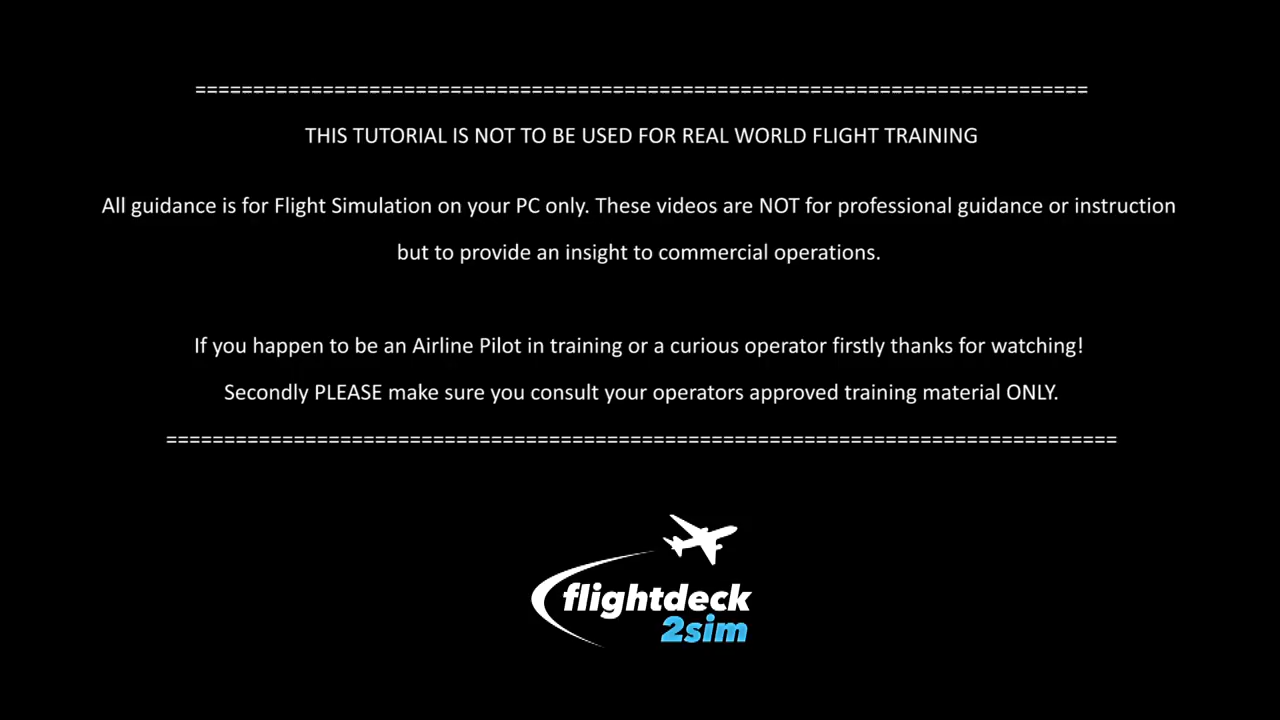 =============================================================================
THIS TUTORIAL IS NOT TO BE USED FOR REAL WORLD FLIGHT TRAINING
All guidance is for Flight Simulation on your PC only. These videos are NOT for professional guidance or instruction
but to provide an insight to commercial operations.
If you happen to be an Airline Pilot in training or a curious operator firstly thanks for watching!
Secondly PLEASE make sure you consult your operators approved training material ONLY.
==================================================================================
flightdeck
2sim